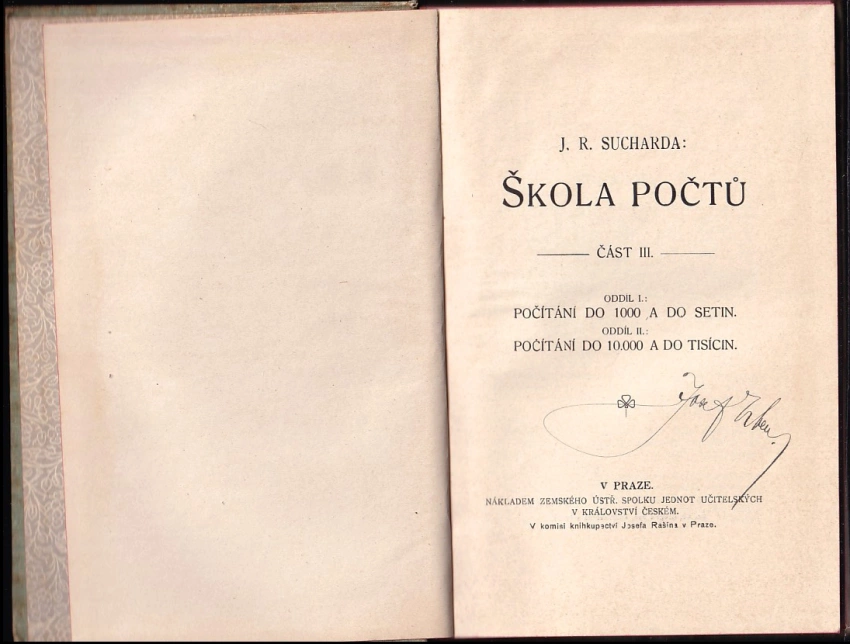 J. R. SUCHARDA:
ŠKOLA POČTŮ
ČÁST III.
ODDÍL I.:
POČÍTÁNÍ DO 1000 A DO SETIN.
ODDÍL II.:
POČÍTÁNÍ DO 10.000 A DO TISÍCIN.
Josef
V PRAZE.
NÁKLADEM ZEMSKÉHO ÚSTŘ. SPOLKU JEDNOT UČITELSKÝCH
V KRÁLOVSTVÍ ČESKÉM.
V komisi knihkupectví Josefa Rašína v Praze.